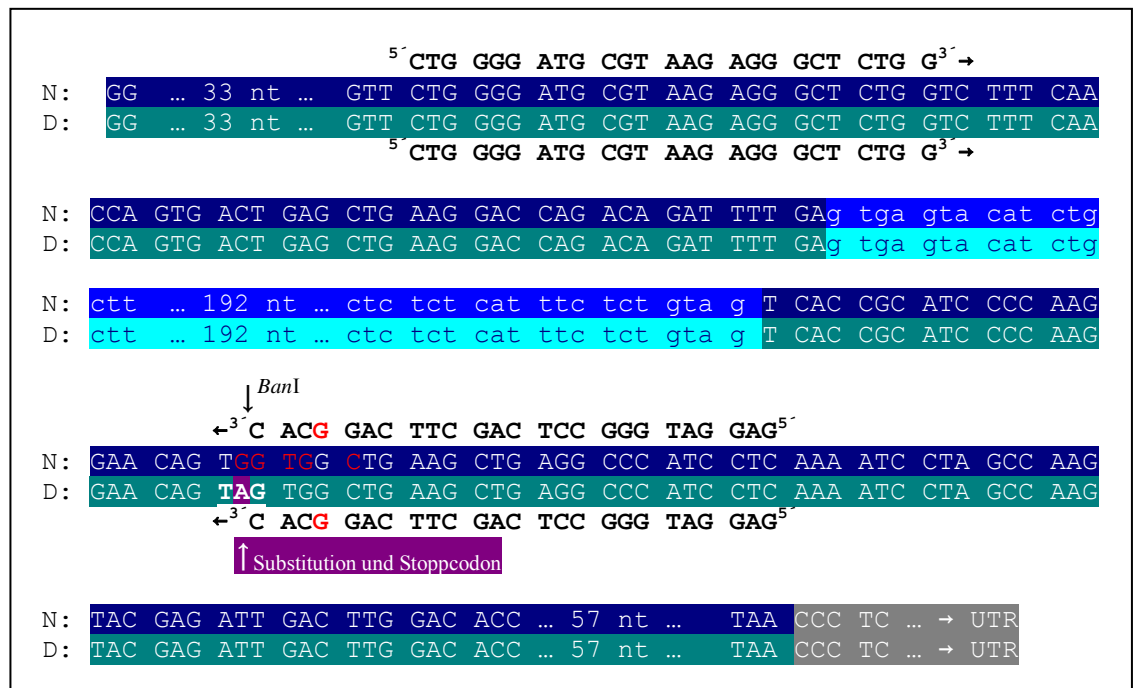 5´CTG GGG ATG CGT AAG AGG GCT CTG G3´→
N: GG … 33 nt … GTT CTG GGG ATG CGT AAG AGG GCT CTG GTC TTT CAA
D: GG … 33 nt … GTT CTG GGG ATG CGT AAG AGG GCT CTG GTC TTT CAA
5´CTG GGG ATG CGT AAG AGG GCT CTG G3´→
N: CCA GTG ACT GAG CTG AAG GAC CAG ACA GAT TTT GAg tga gta cat ctg
D: CCA GTG ACT GAG CTG AAG GAC CAG ACA GAT TTT GAg tga gta cat ctg
N: ctt … 192 nt … ctc tct cat ttc tct gta g T CAC CGC ATC CCC AAG
D: ctt … 192 nt … ctc tct cat ttc tct gta g T CAC CGC ATC CCC AAG
↓ BanI
←3´C ACG GAC TTC GAC TCC GGG TAG GAG5´
N: GAA CAG TGG TGG CTG AAG CTG AGG CCC ATC CTC AAA ATC CTA GCC AAG
D: GAA CAG TAG TGG CTG AAG CTG AGG CCC ATC CTC AAA ATC CTA GCC AAG
←3´C ACG GAC TTC GAC TCC GGG TAG GAG5´
↑ Substitution und Stoppcodon
N: TAC GAG ATT GAC TTG GAC ACC … 57 nt … TAA CCC TC … → UTR
D: TAC GAG ATT GAC TTG GAC ACC … 57 nt … TAA CCC TC … → UTR